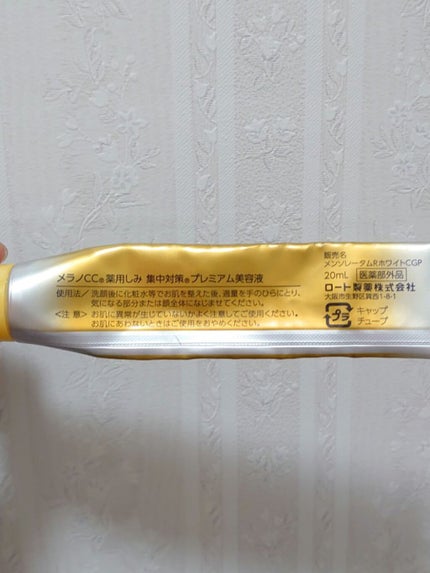 メラノCC®薬用しみ 集中対策®プレミアム美容液
使用法／洗顔後に化粧水等でお肌を整えた後、適量を手のひらにとり、
気になる部分または顔全体になじませてください。
<注 意>お肌に異常が生じていないかよく注意してご使用ください。
お肌にあわないときはご使用をおやめください。
販売名
メンソレータムRホワイトCGP
20mL 医薬部外品
ロート製薬株式会社
大阪市生野区巽西1-8-1
プラ
キャップ
チューブ